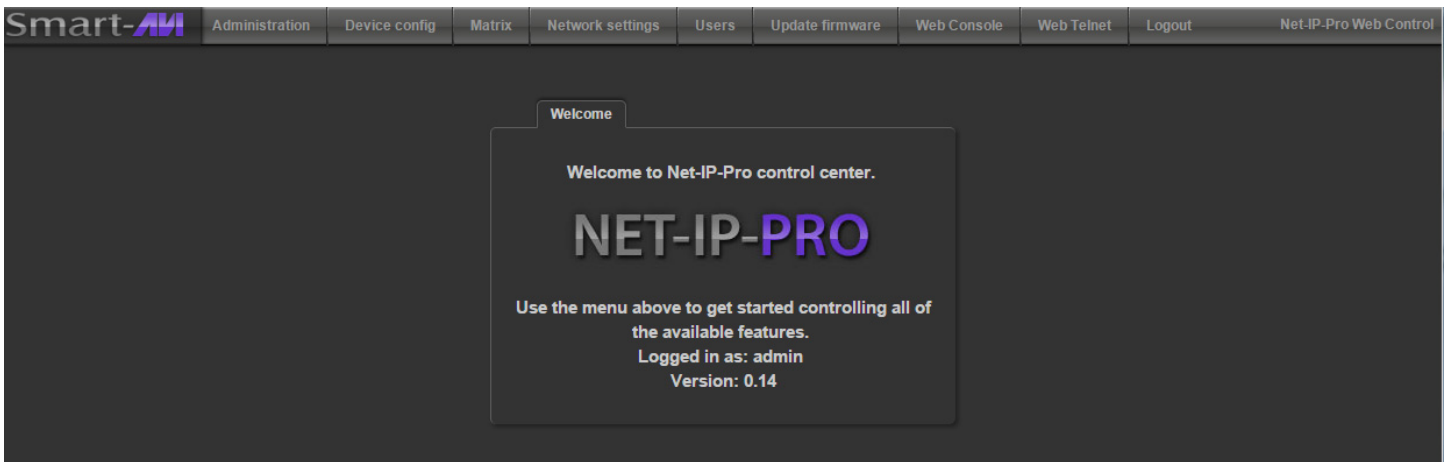 Smart-AVI Administration Device config Matrix Network settings Users Update firmware Web Console Web Telnet Logout Net-IP-Pro Web Control
Welcome
Welcome to Net-IP-Pro control center.
NET-IP-PRO
Use the menu above to get started controlling all of
the available features.
Logged in as: admin
Version: 0.14